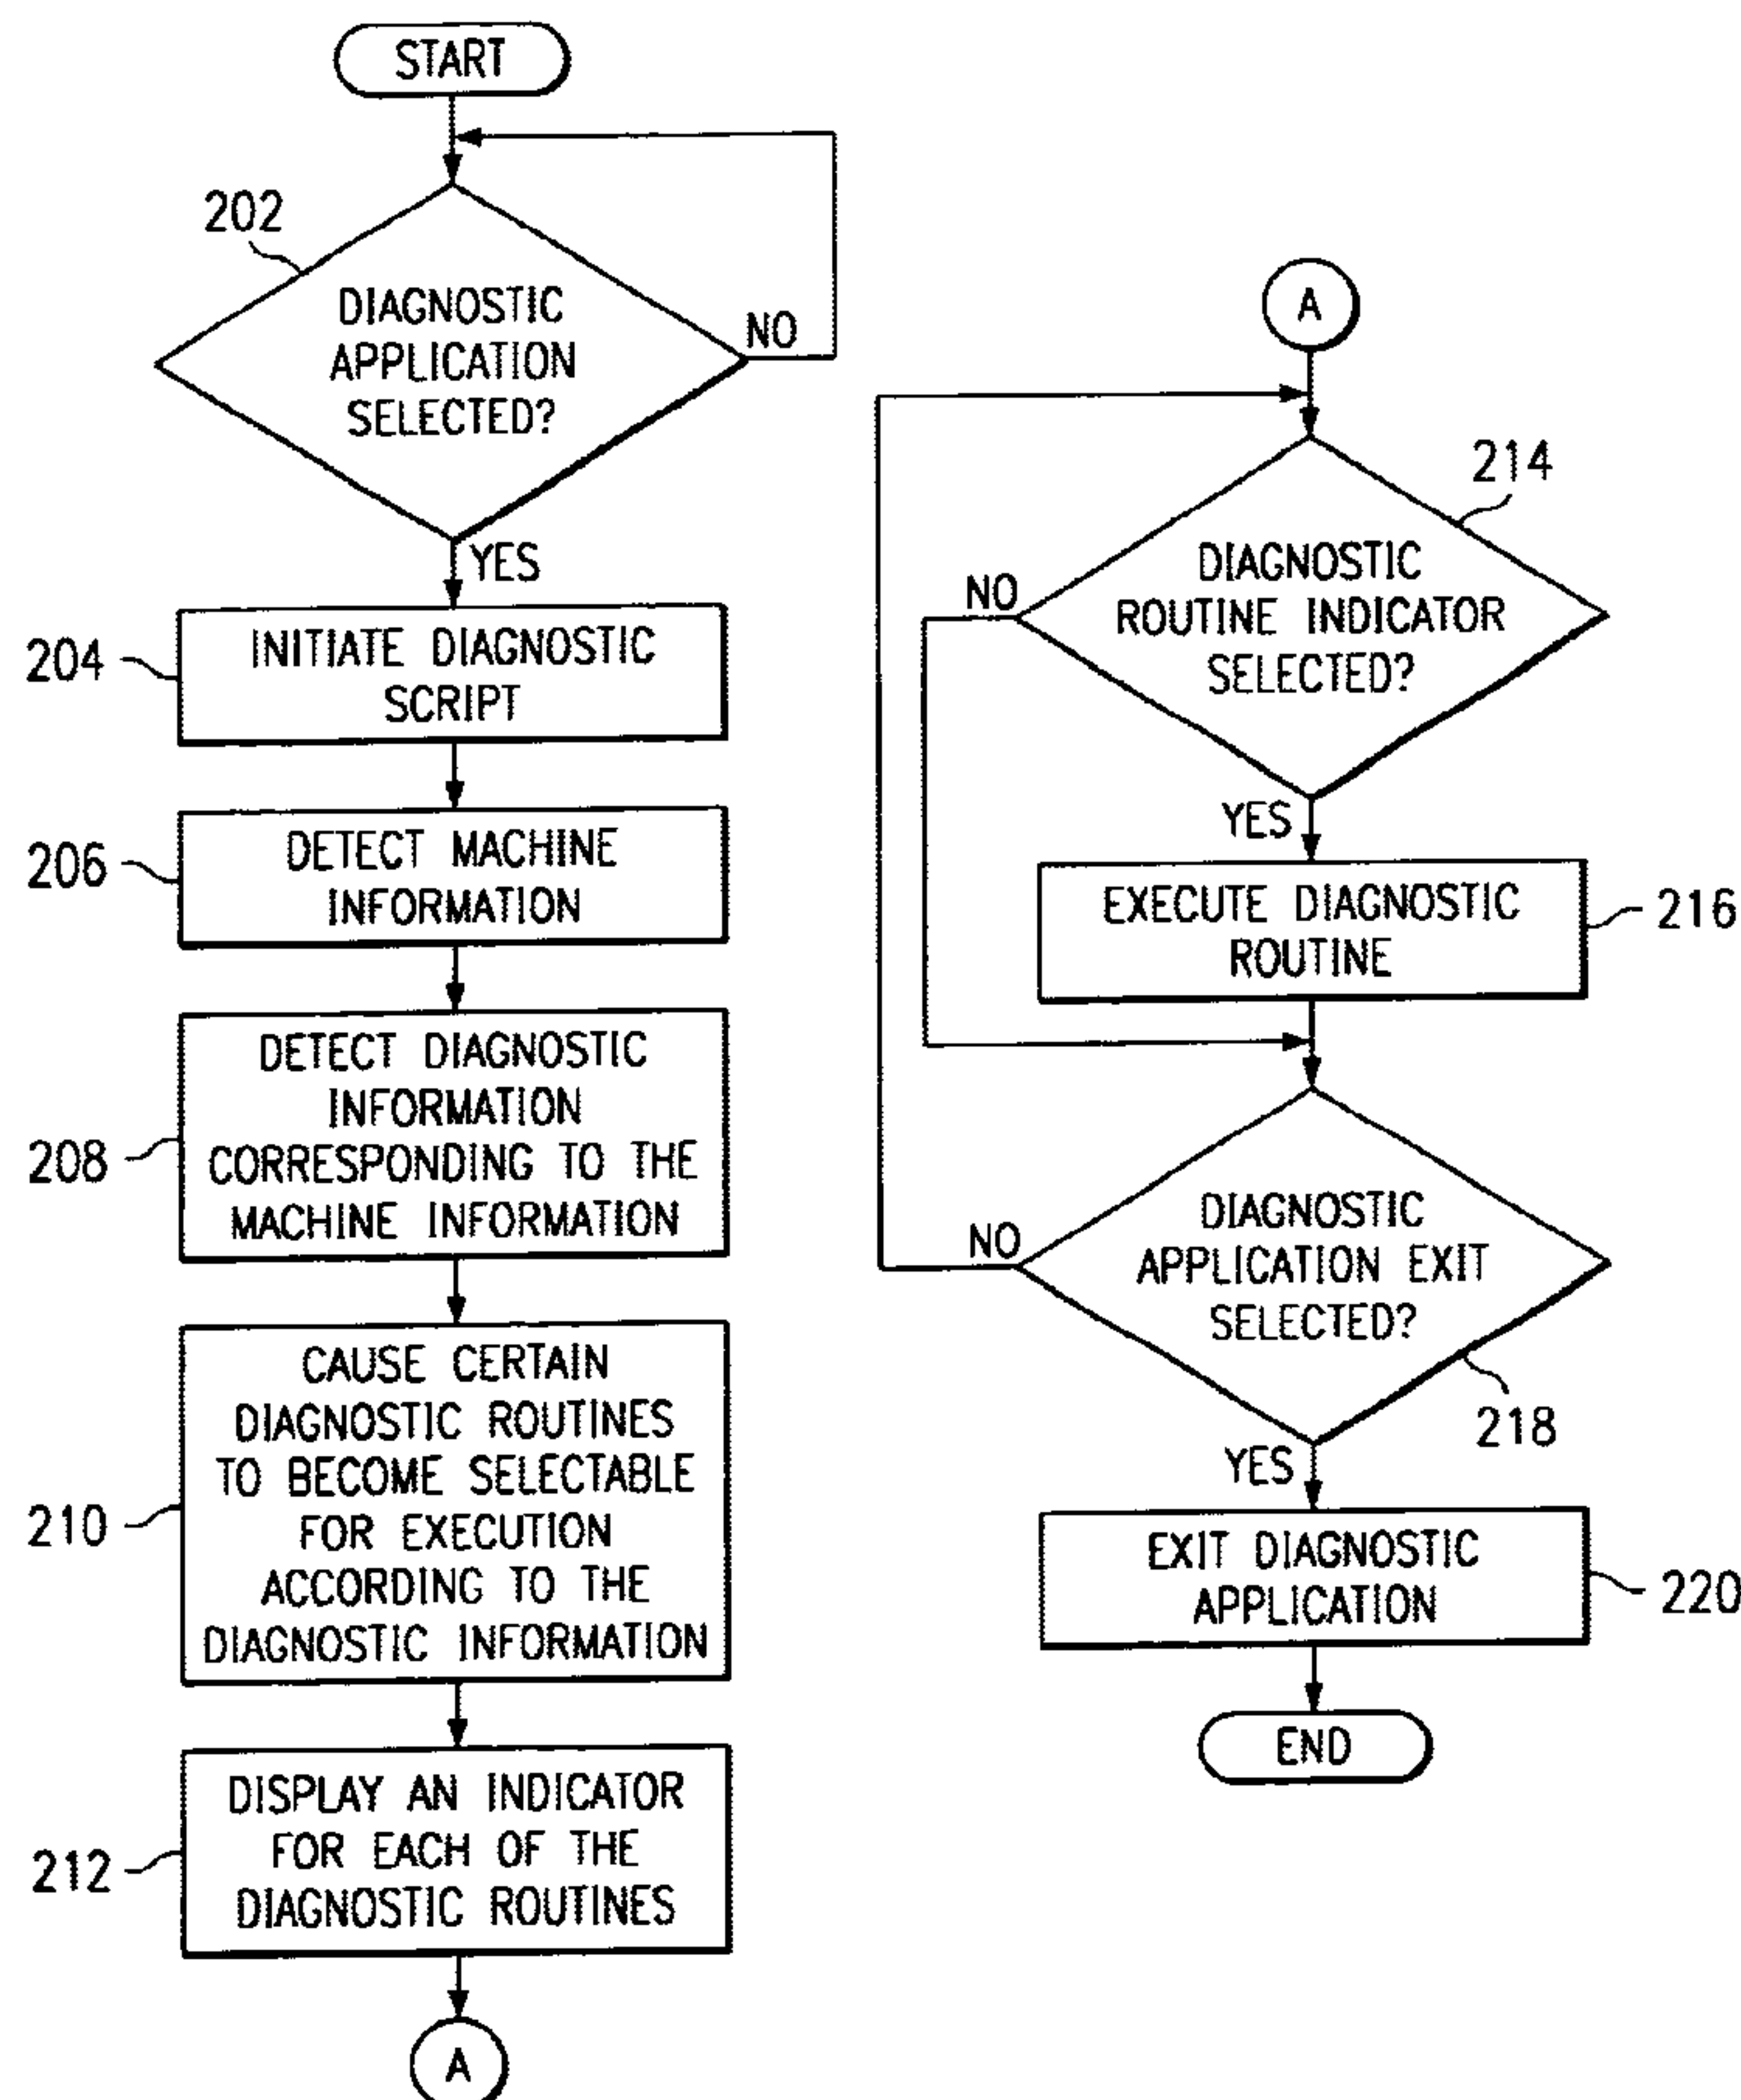 START
202
DIAGNOSTIC
APPLICATION
SELECTED?
NO
YES
204
INITIATE DIAGNOSTIC
SCRIPT
206
DETECT MACHINE
INFORMATION
208
DETECT DIAGNOSTIC
INFORMATION
CORRESPONDING TO THE
MACHINE INFORMATION
210
CAUSE CERTAIN
DIAGNOSTIC ROUTINES
TO BECOME SELECTABLE
FOR EXECUTION
ACCORDING TO THE
DIAGNOSTIC INFORMATION
212
DISPLAY AN INDICATOR
FOR EACH OF THE
DIAGNOSTIC ROUTINES
A
A
214
DIAGNOSTIC
ROUTINE INDICATOR
SELECTED?
NO
YES
EXECUTE DIAGNOSTIC
ROUTINE
216
DIAGNOSTIC
APPLICATION EXIT
SELECTED?
NO
218
YES
EXIT DIAGNOSTIC
APPLICATION
220
END